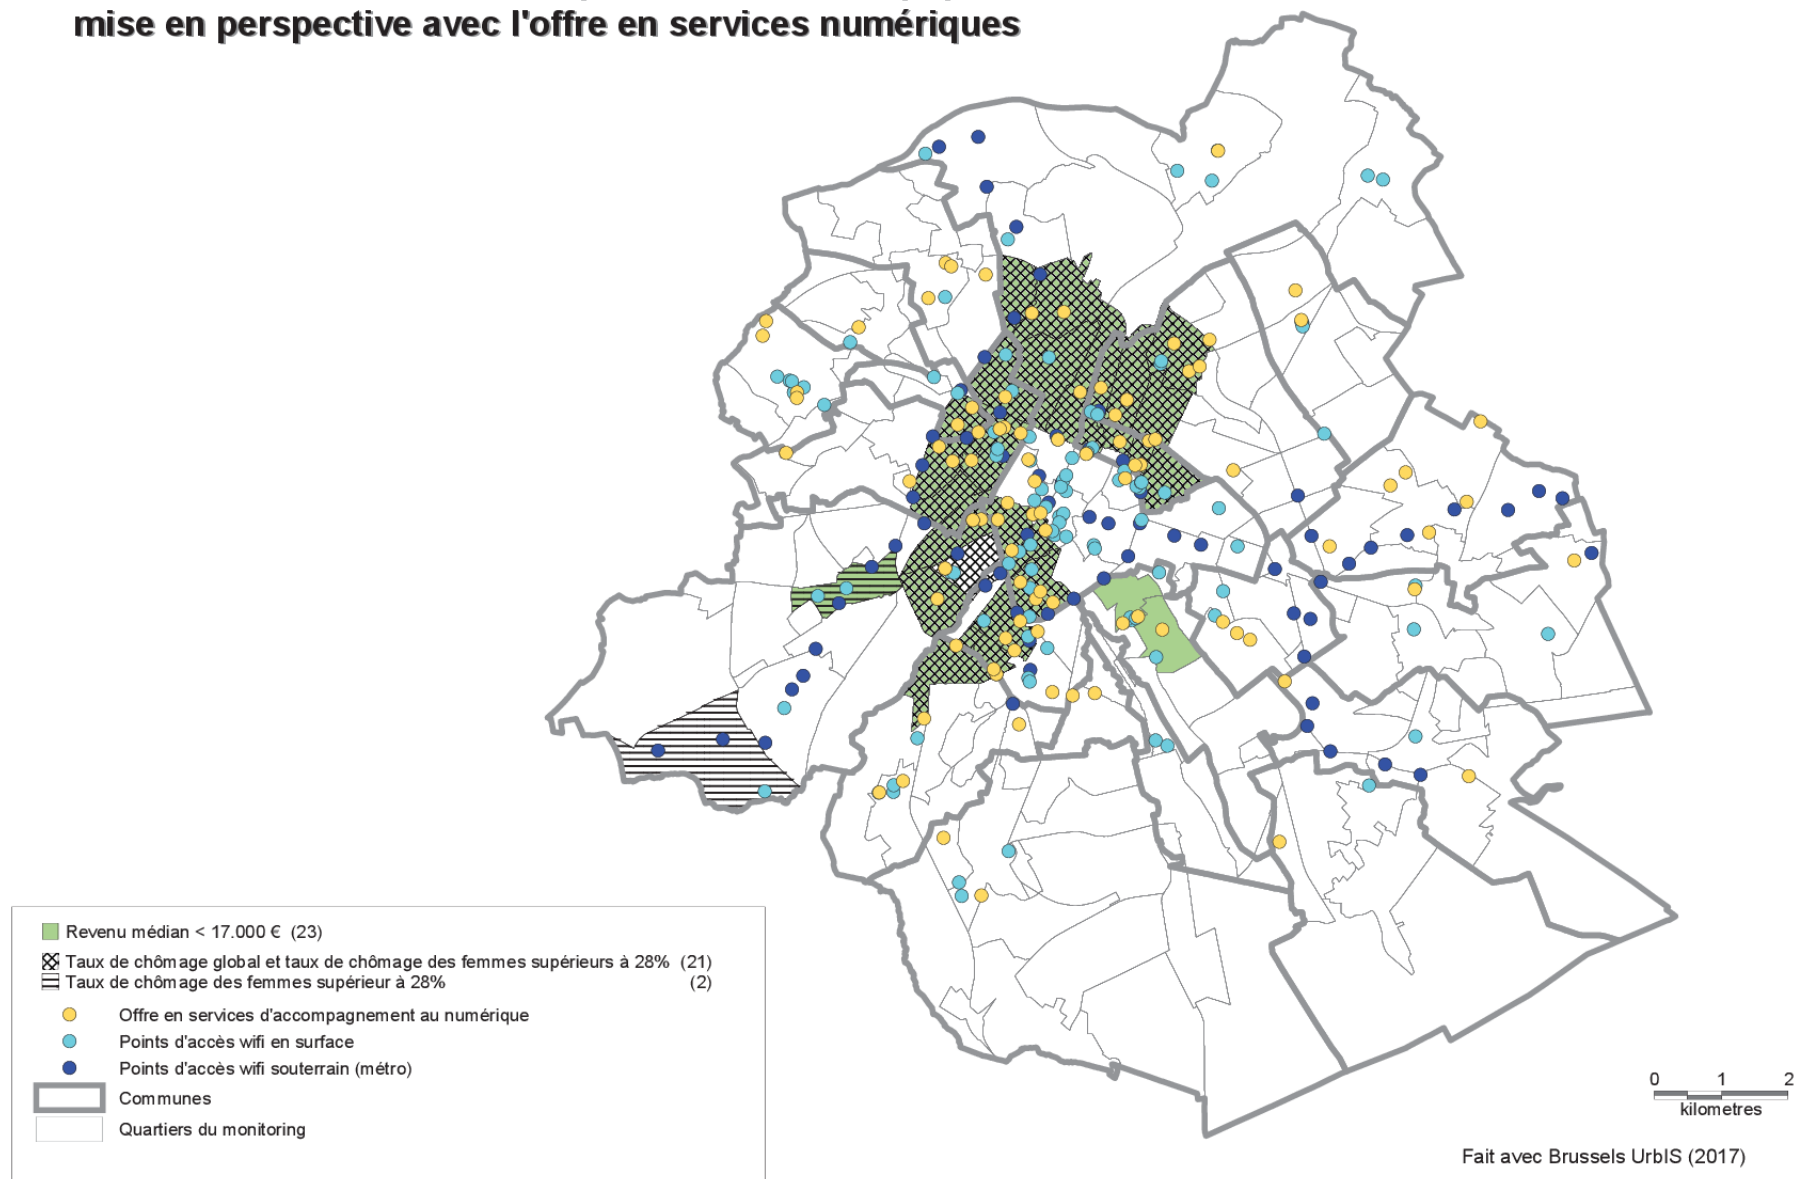 mise en perspective avec l'offre en services numériques
Revenu médian < 17.000 € (23)
Taux de chômage global et taux de chômage des femmes supérieurs à 28% (21)
Taux de chômage des femmes supérieur à 28% (2)
Offre en services d'accompagnement au numérique
Points d'accès wifi en surface
Points d'accès wifi souterrain (métro)
Communes
Quartiers du monitoring
0 1 2
kilometres
Fait avec Brussels UrbIS (2017)